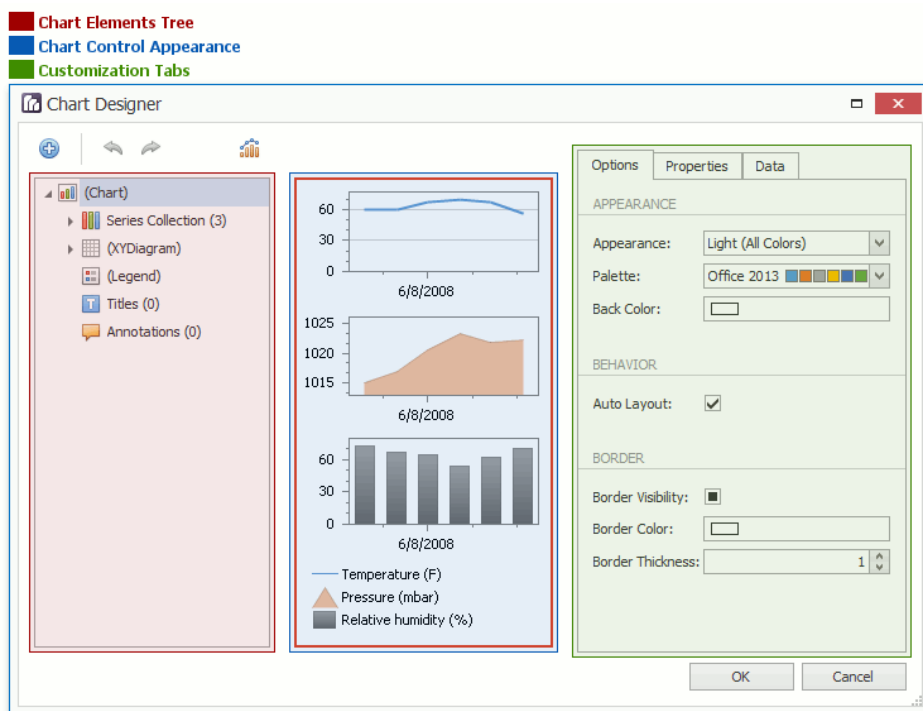 Chart Elements Tree
Chart Control Appearance
Customization Tabs
Chart Designer
(Chart)
Series Collection (3)
(XYDiagram)
(Legend)
Titles (0)
Annotations (0)
60
30
0
6/8/2008
1025
1020
1015
6/8/2008
60
30
0
6/8/2008
Temperature (F)
Pressure (mbar)
Relative humidity (%)
Options Properties Data
APPEARANCE
Appearance: Light (All Colors)
Palette: Office 2013
Back Color:
BEHAVIOR
Auto Layout:
BORDER
Border Visibility:
Border Color:
Border Thickness: 1
OK Cancel